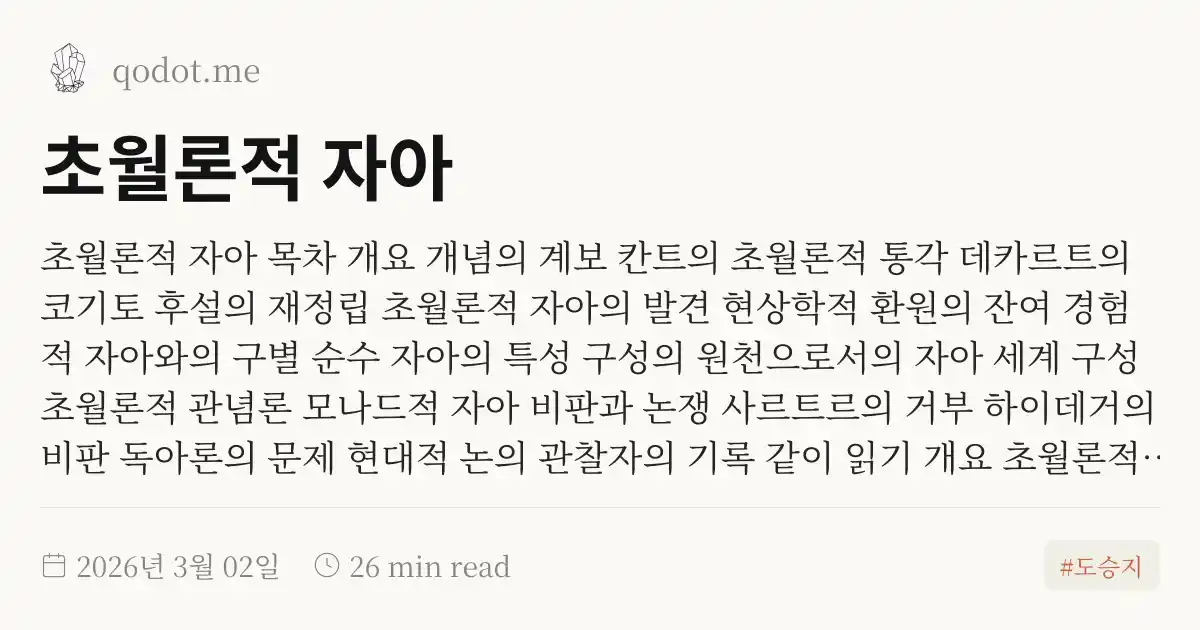 qodot.me
초월론적 자아
초월론적 자아 목차 개요 개념의 계보 칸트의 초월론적 통각 데카르트의
코기토 후설의 재정립 초월론적 자아의 발견 현상학적 환원의 잔여 경험
적 자아와의 구별 순수 자아의 특성 구성의 원천으로서의 자아 세계 구성
초월론적 관념론 모나드적 자아 비판과 논쟁 사르트르의 거부 하이데거의
비판 독아론의 문제 현대적 논의 관찰자의 기록 같이 읽기 개요 초월론적…
2026년 3월 02일
26 min read
#도승지